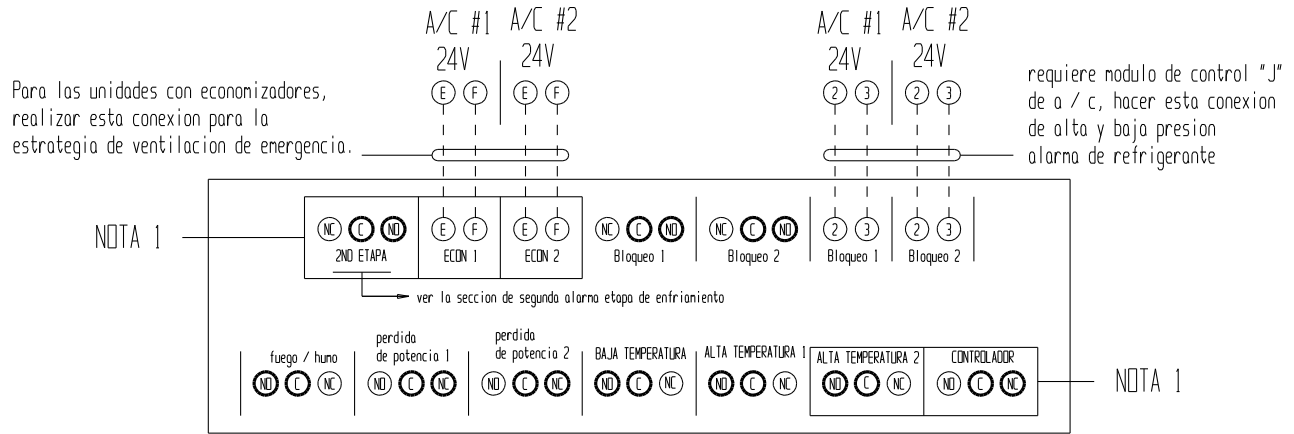 A/C #1 A/C #2
24V
E F E F
Para las unidades con economizadores,
realizar esta conexion para la
estrategia de ventilacion de emergencia.
A/C #1 A/C #2
24V
2 3 2 3
requiere modulo de control "J"
de a / c, hacer esta conexion
de alta y baja presion
alarma de refrigerante
NOTA 1
NC C NO E F E F NC C NO NC C NO 2 3 2 3
2ND ETAPA ECON 1 ECON 2 Bloqueo 1 Bloqueo 2 Bloqueo 1 Bloqueo 2
ver la seccion de segunda alarma etapa de enfriamiento
fuego / humo
perdida
de potencia 1
perdida
de potencia 2
BAJA TEMPERATURA
ALTA TEMPERATURA 1
ALTA TEMPERATURA 2
CONTROLADOR
NO C NC NO C NC NO C NC NO C NC NO C NC NO C NC NO C NC
NOTA 1